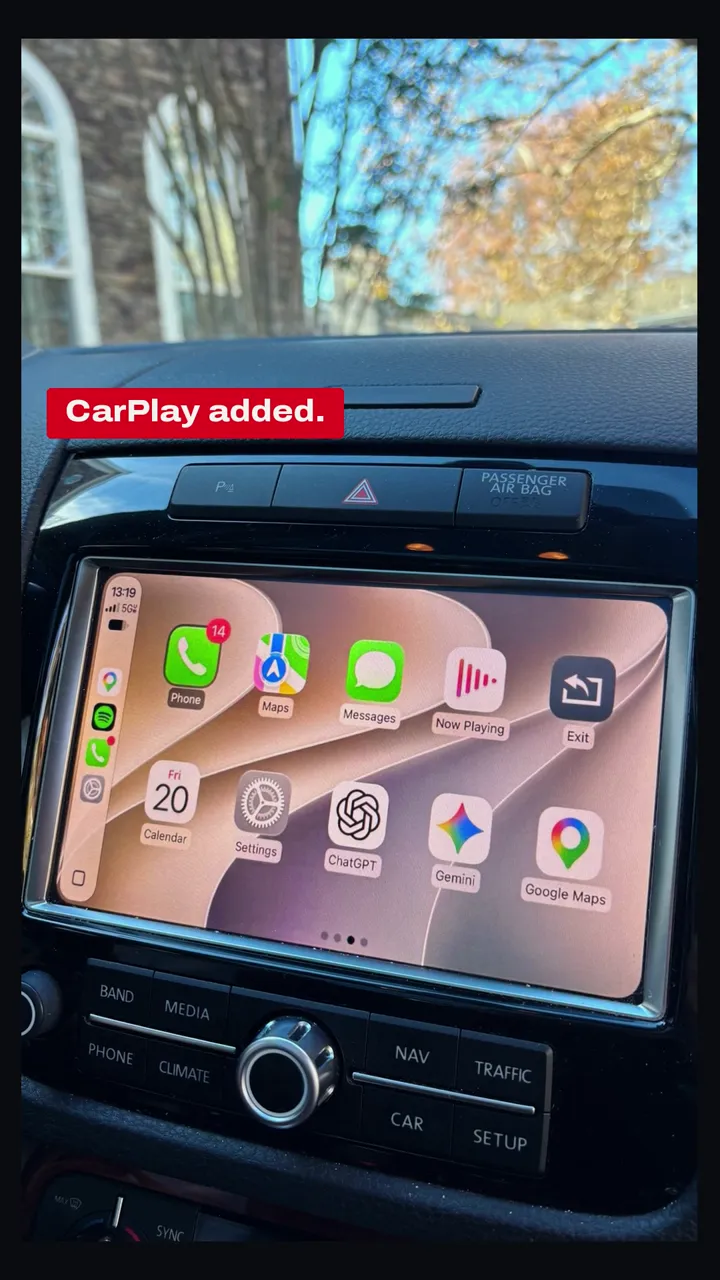 CarPlay added.
PASSENGER
AIR BAG
13:19
5G
14
Phone
Maps
Messages
Now Playing
Exit
Fri
20
Calendar
Settings
ChatGPT
Gemini
Google Maps
BAND
MEDIA
NAV
TRAFFIC
PHONE
CLIMATE
CAR
SETUP
SYNC